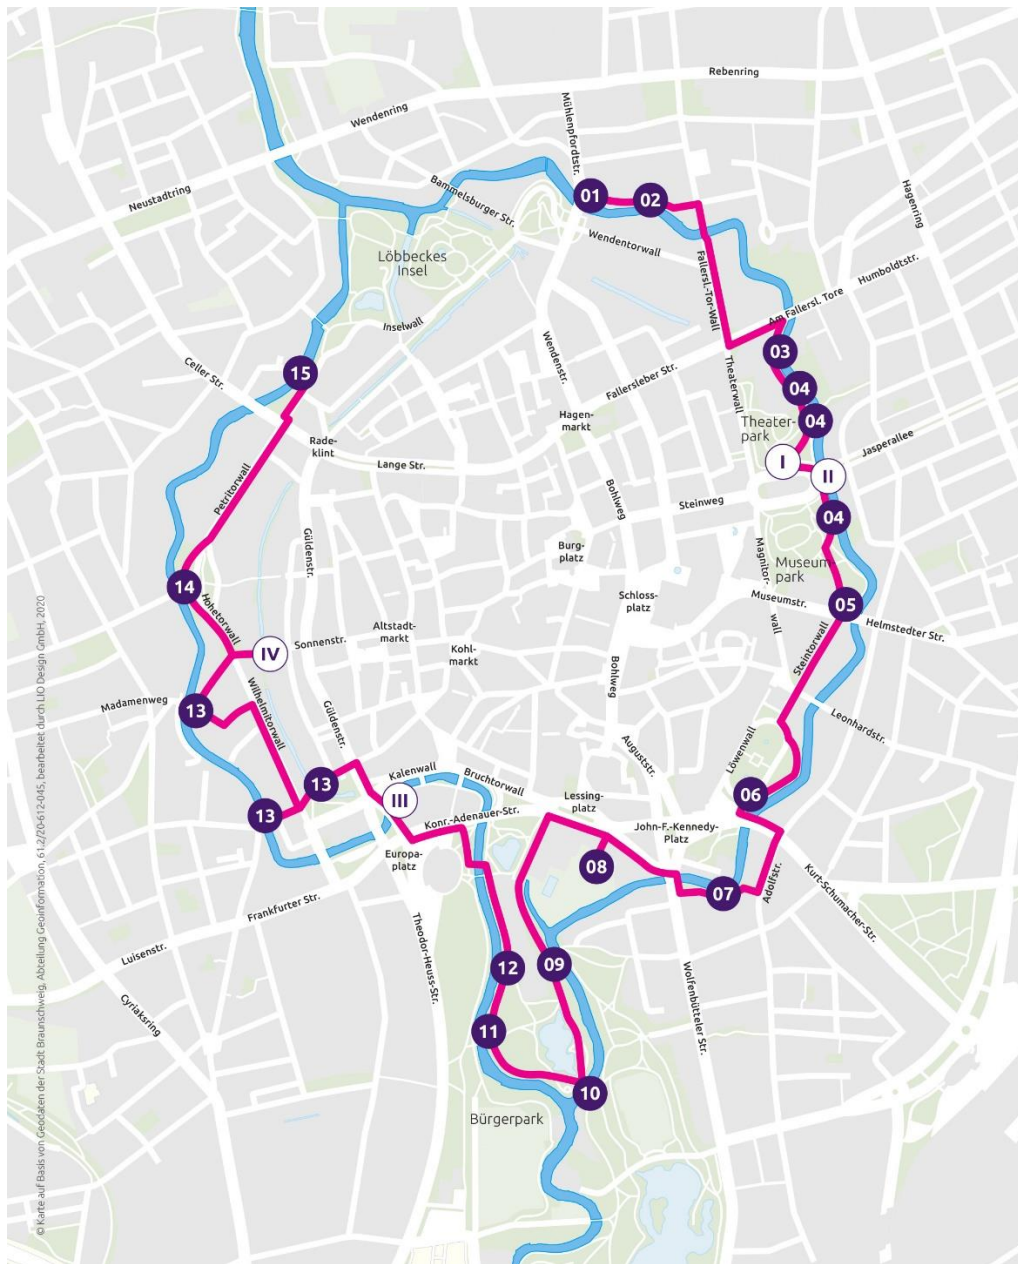 Rebenring
Mühlenpfordtstr.
Wendenring
Neustadtring
Hagenring
Bammelsburger Str.
01
02
Wendentorwall
Löbbeckes
Insel
Fallersl.-Tor-Wall
Humboldtstr.
Am Fallersl. Tore
Inselwall
Wendenstr.
03
Celler Str.
15
Fallersleber Str.
Theaterwall
04
Hagen-
markt
Theater-
park
04
Rade-
klint
Jasperallee
Lange Str.
I
II
Petritorwall
Bohlweg
Steinweg
04
Güldenstr.
Burg-
platz
Magnitor-
wall
Museum-
park
14
Schloss-
platz
Museumstr.
05
Hohetorwall
Helmstedter Str.
Altstadt-
markt
Sonnenstr.
IV
Kohl-
markt
Steintorwall
Bohlweg
Madamenweg
13
Wilhelmitorwall
Güldenstr.
Leonhardstr.
Löwenwall
Auguststr.
Kalenwall
Bruchtorwall
13
III
06
Lessing-
platz
13
Konr.-Adenauer-Str.
John-F.-Kennedy-
Platz
Europa-
platz
08
07
Adolfstr.
Kurt-Schumacher-Str.
Frankfurter Str.
Luisenstr.
Theodor-Heuss-Str.
12
09
Wolfenbütteler Str.
Cyriaksring
11
10
Bürgerpark
© Karte auf Basis von Geodaten der Stadt Braunschweig, Abteilung Geoinformation, 61.2/20-612-045, bearbeitet durch LIO Design GmbH, 2020